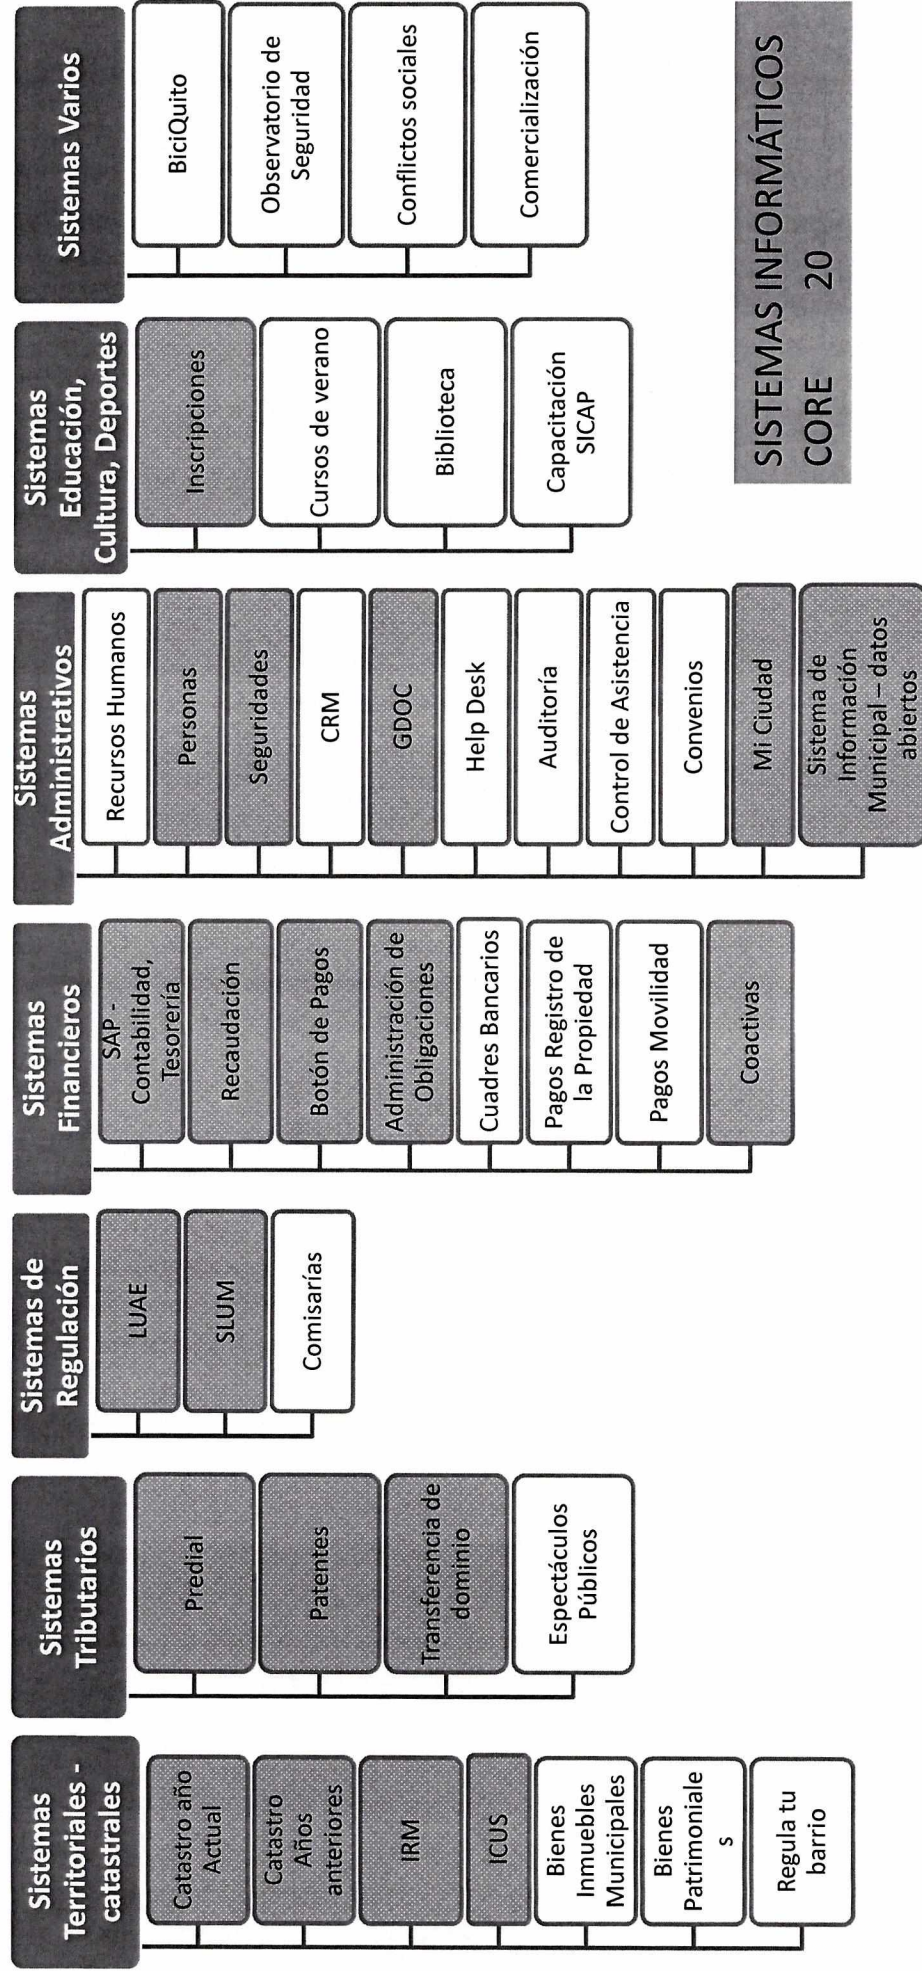 Sistemas
Territoriales -
catastrales
Catastro año
Actual
Catastro
Años
anteriores
IRM
ICUS
Bienes
Inmuebles
Municipales
Bienes
Patrimoniale
s
Regula tu
barrio
Sistemas
Tributarios
Predial
Patentes
Transferencia de
dominio
Espectáculos
Públicos
Sistemas de
Regulación
LUAE
SLUM
Comisarías
Sistemas
Financieros
SAP -
Contabilidad,
Tesorería
Recaudación
Botón de Pagos
Administración de
Obligaciones
Cuadres Bancarios
Pagos Registro de
la Propiedad
Pagos Movilidad
Coactivas
Sistemas
Administrativos
Recursos Humanos
Personas
Seguridades
CRM
GDOC
Help Desk
Auditoría
Control de Asistencia
Convenios
Mi Ciudad
Sistema de
Información
Municipal – datos
abiertos
Sistemas
Educación,
Cultura, Deportes
Inscripciones
Cursos de verano
Biblioteca
Capacitación
SICAP
Sistemas Varios
BiciQuito
Observatorio de
Seguridad
Conflictos sociales
Comercialización
SISTEMAS INFORMÁTICOS
CORE 20